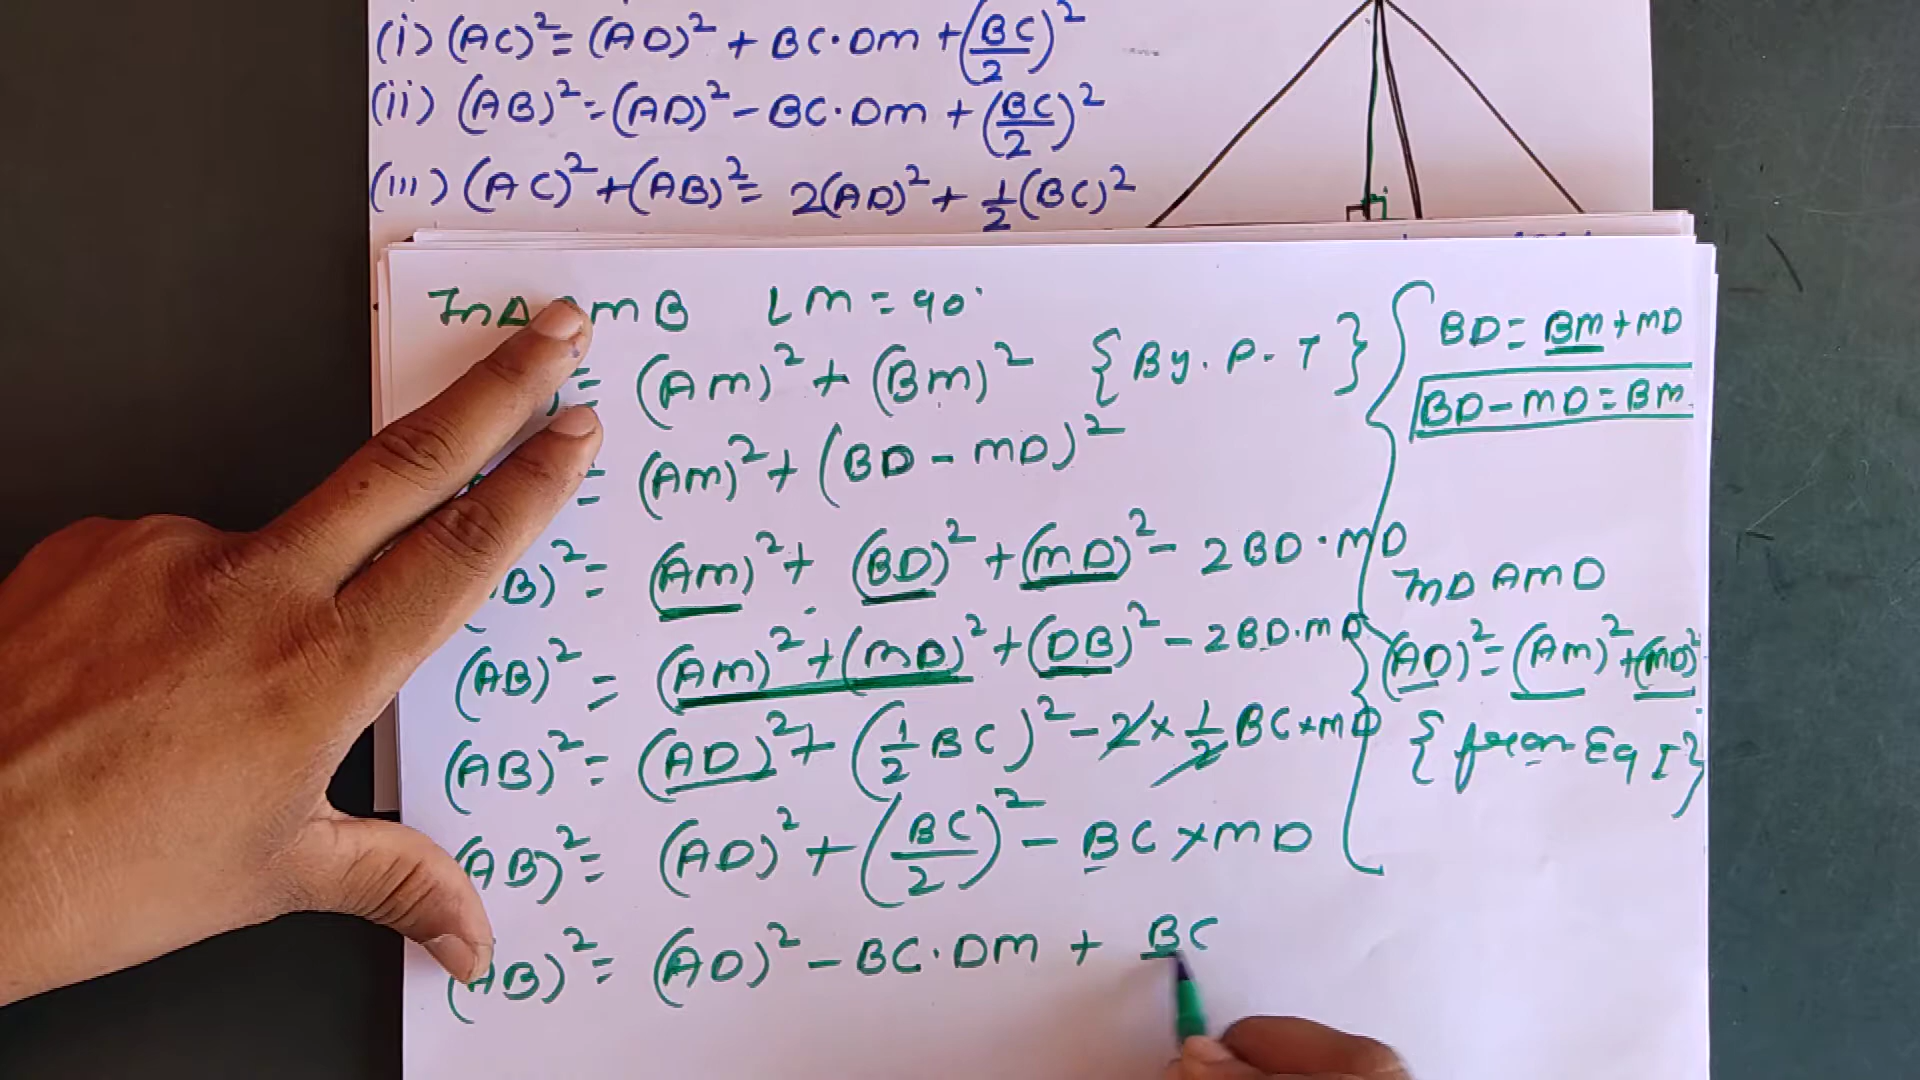 (i) (AC)² = (AD)² + BC·DM + (BC/2)²
(ii) (AB)² = (AD)² - BC·DM + (BC/2)²
(iii) (AC)² + (AB)² = 2(AD)² + 1/2(BC)²
In Δ MB ∠M = 90°
= (AM)² + (BM)² {By. P. T}
= (AM)² + (BD - MD)²
B)² = (AM)² + (BD)² + (MD)² - 2BD·MD
(AB)² = (AM)² + (MD)² + (DB)² - 2BD.MD
(AB)² = (AD)² + (1/2 BC)² - 2 × 1/2 BC × MD
(AB)² = (AD)² + (BC/2)² - BC × MD
(AB)² = (AD)² - BC·DM + BC
BD = BM + MD
BD - MD = BM
AMD
(AD)² = (AM)² + (MD)²
{from Eq I}